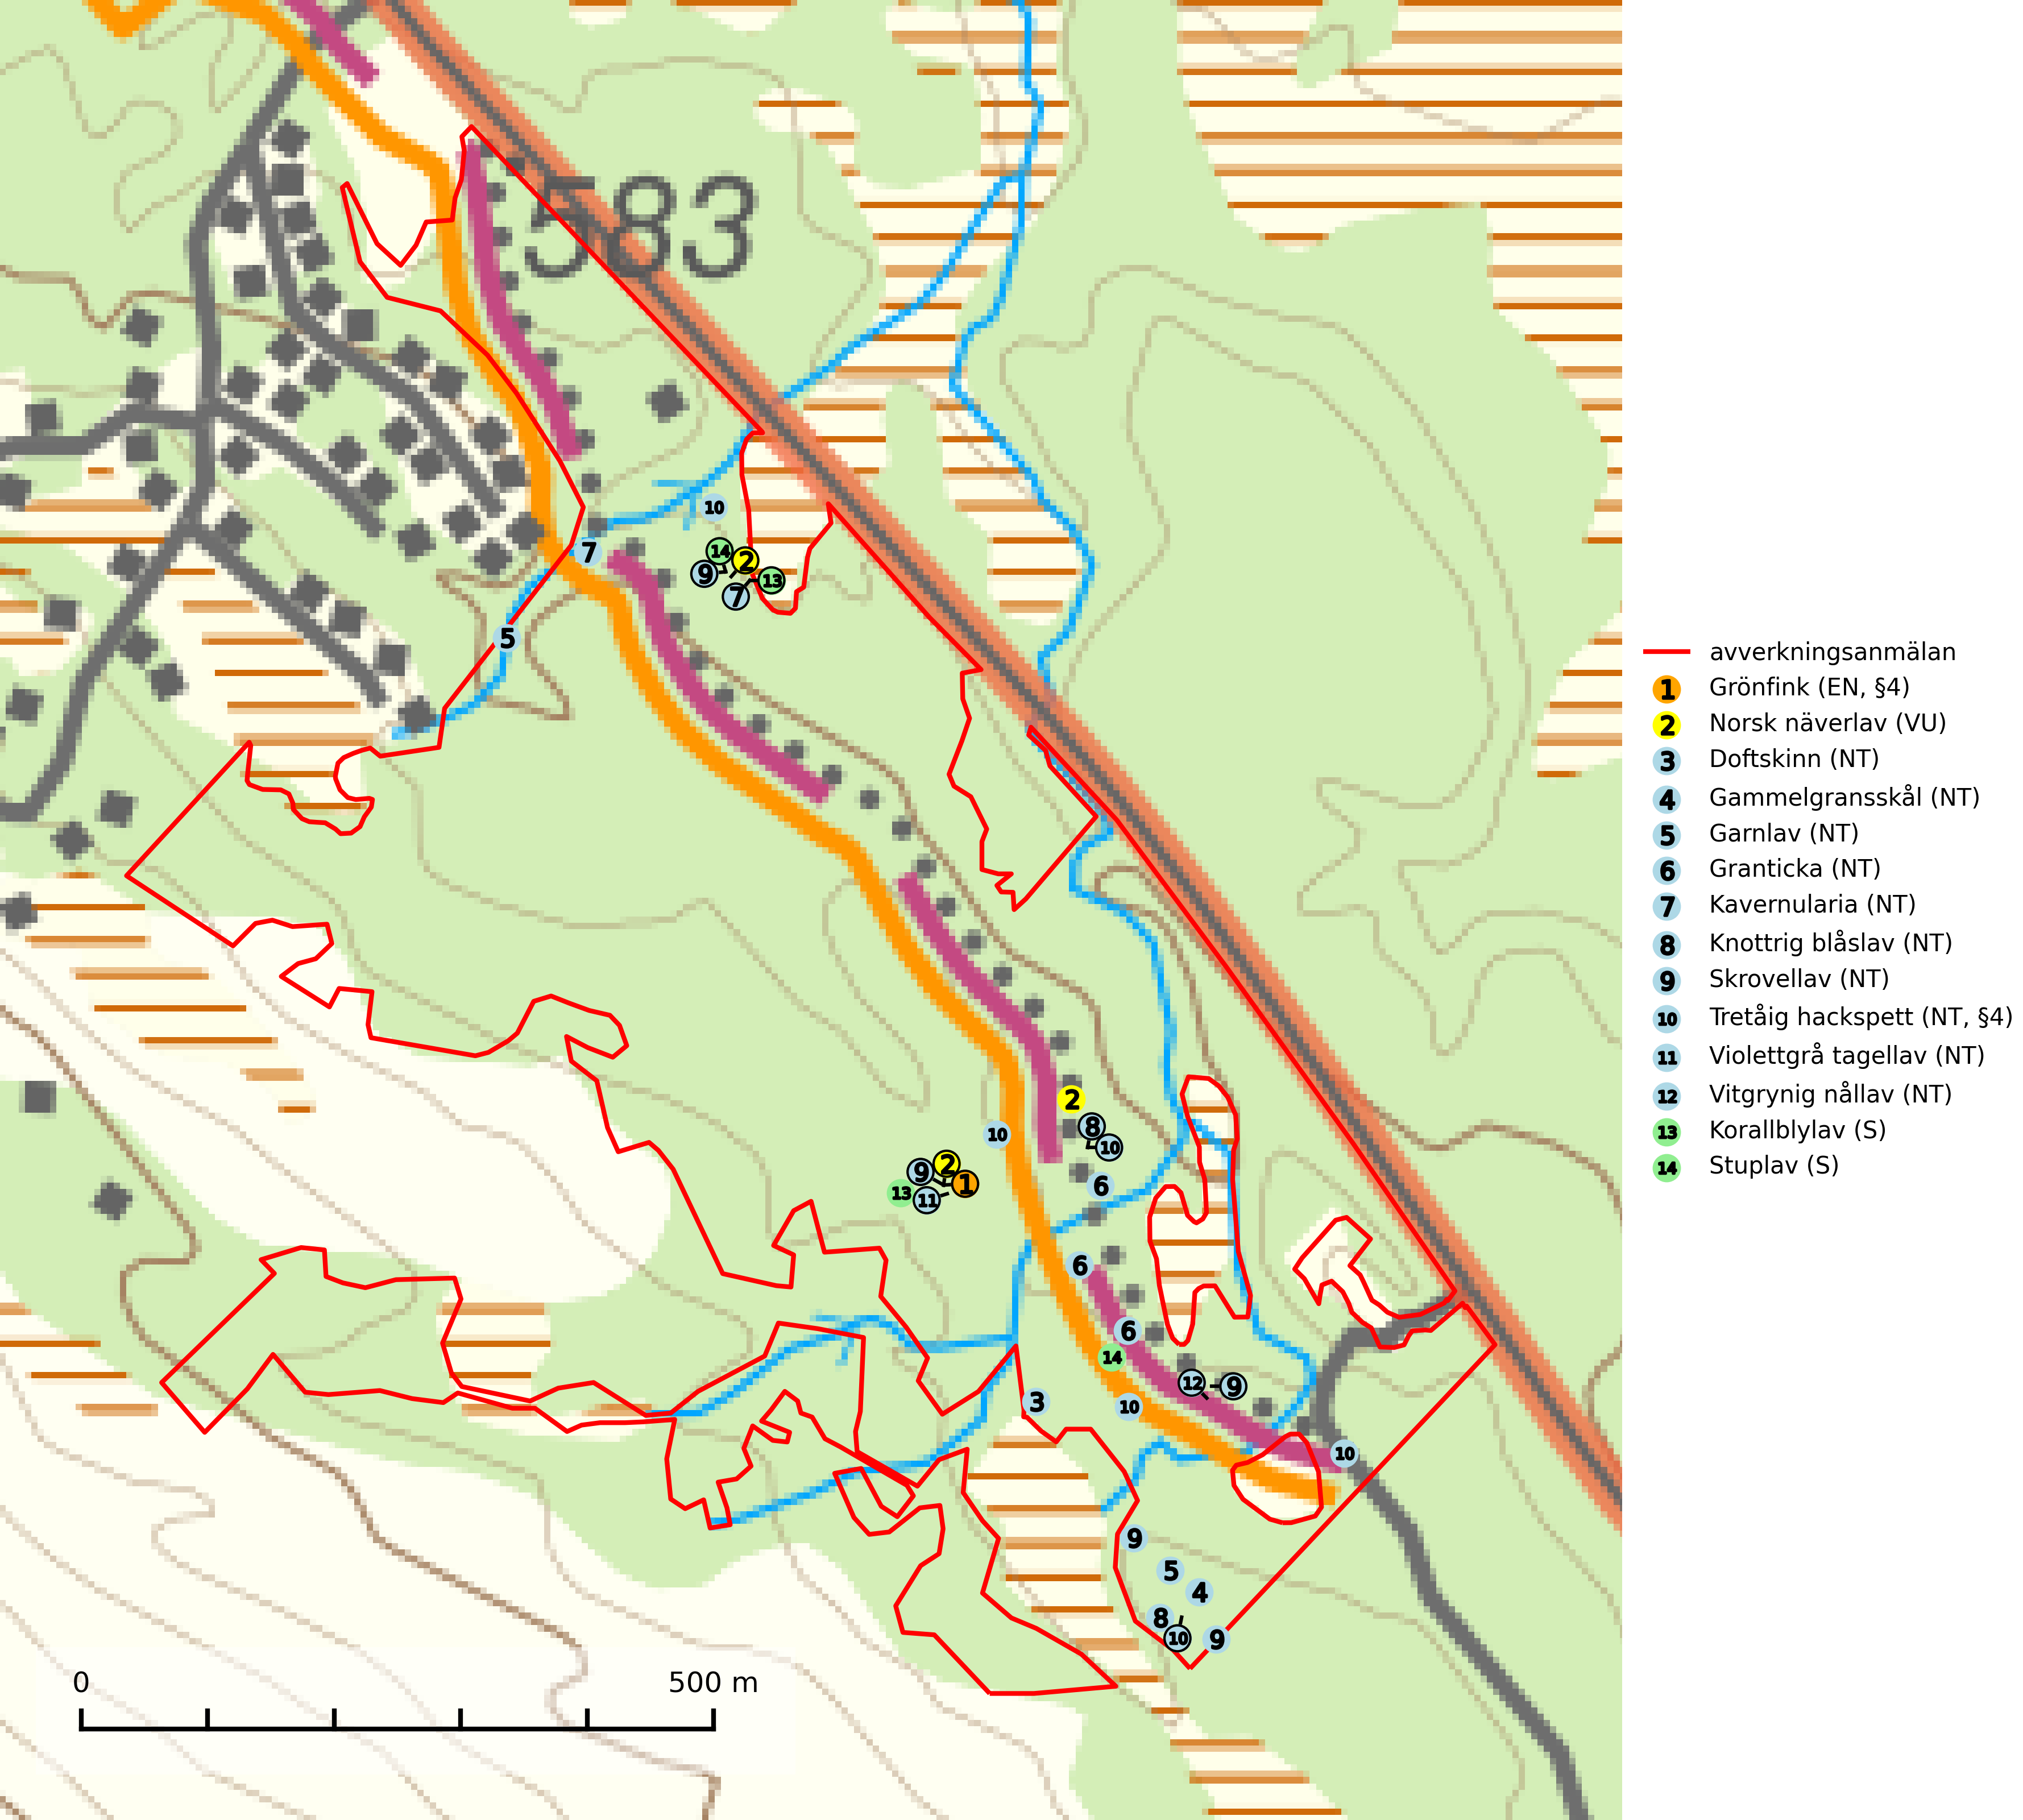 583
10
14
2
7
9
13
7
5
2
8
10
10
2
9
1
13
11
6
6
6
14
12
9
3
10
10
9
5
4
8
10
9
0 500 m
avverkningsanmälan
1 Grönfink (EN, §4)
2 Norsk näverlav (VU)
3 Doftskinn (NT)
4 Gammelgransskål (NT)
5 Garnlav (NT)
6 Granticka (NT)
7 Kavernularia (NT)
8 Knottrig blåslav (NT)
9 Skrovellav (NT)
10 Tretåig hackspett (NT, §4)
11 Violettgrå tagellav (NT)
12 Vitgrynig nållav (NT)
13 Korallblylav (S)
14 Stuplav (S)